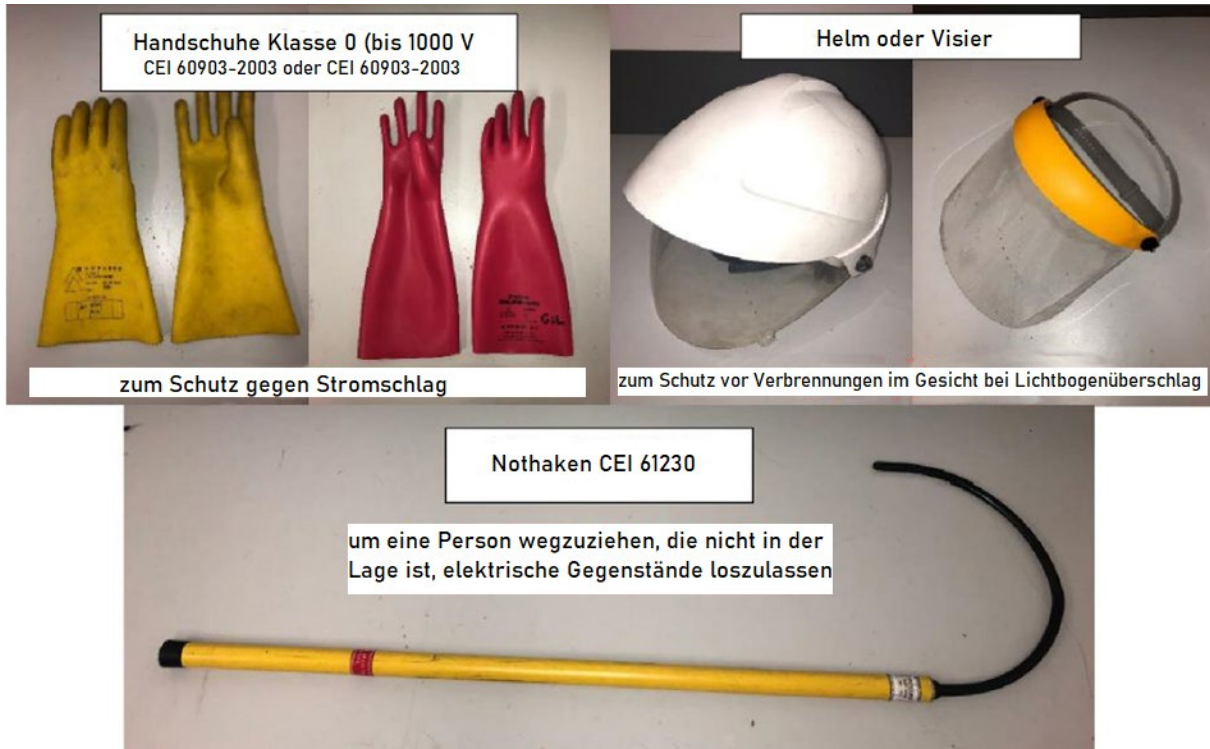 Handschuhe Klasse 0 (bis 1000 V
CEI 60903-2003 oder CEI 60903-2003
zum Schutz gegen Stromschlag
Helm oder Visier
zum Schutz vor Verbrennungen im Gesicht bei Lichtbogenüberschlag
Nothaken CEI 61230
um eine Person wegzuziehen, die nicht in der
Lage ist, elektrische Gegenstände loszulassen